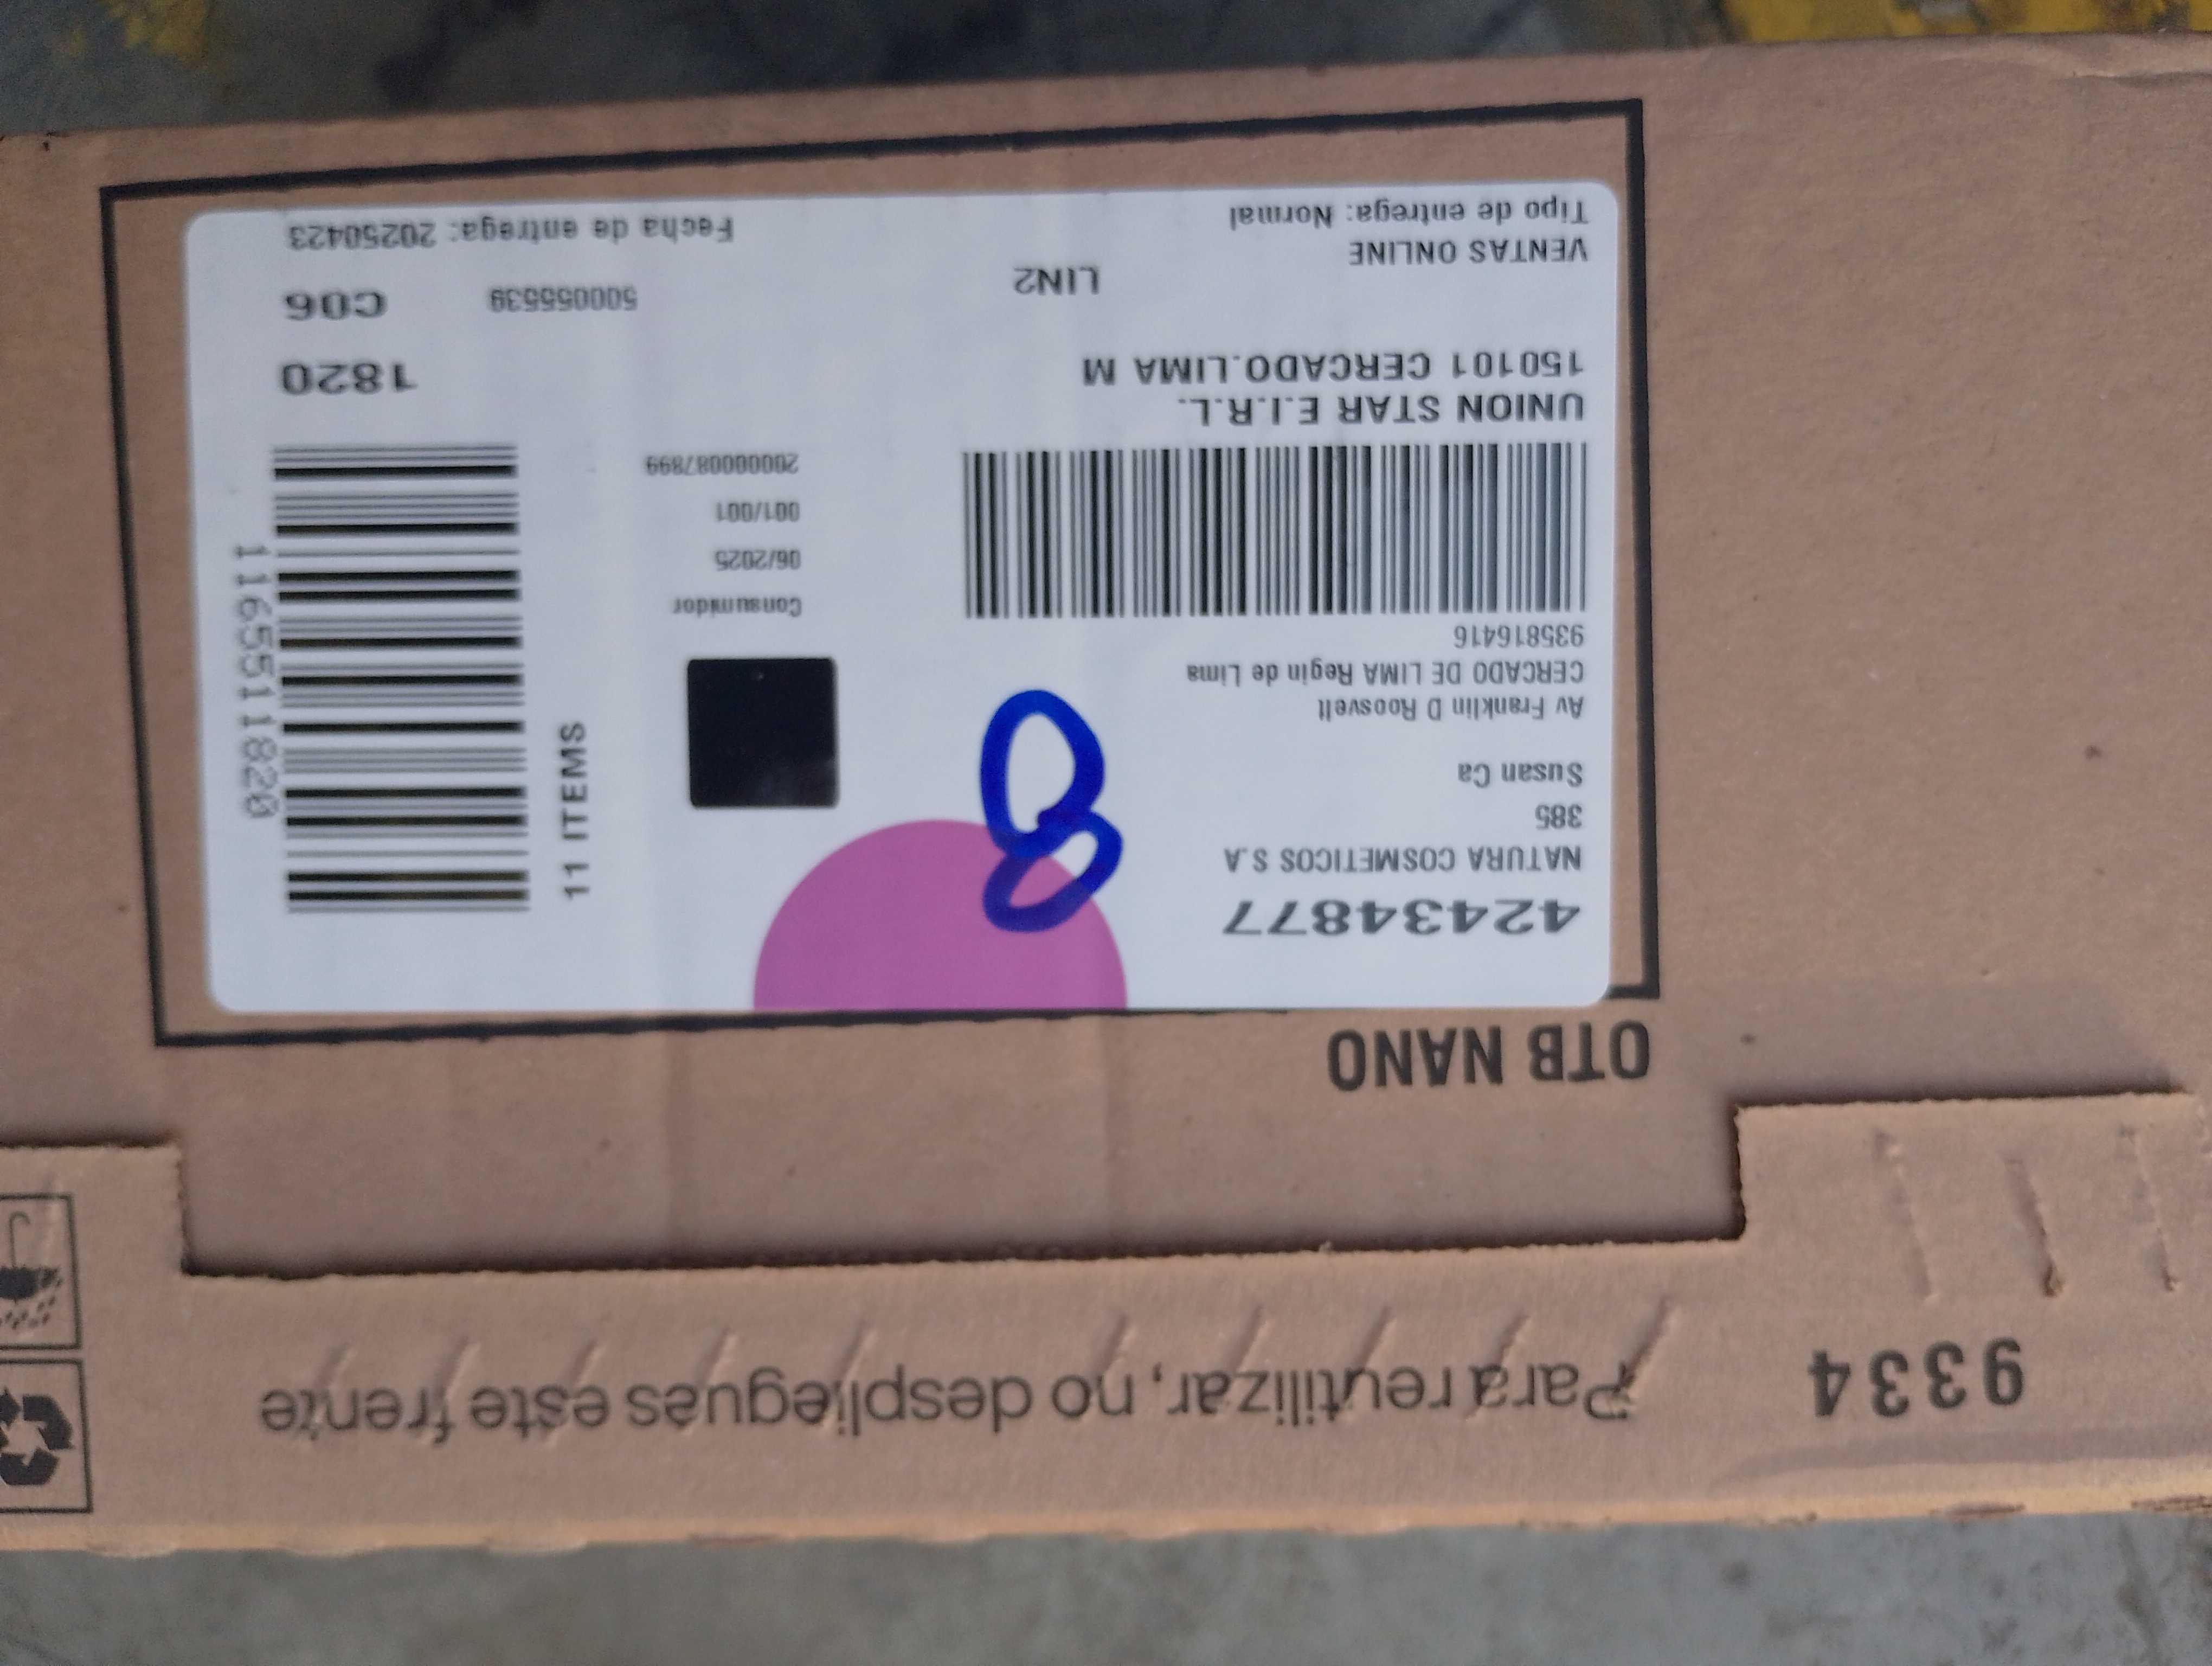 Para reutilizar, no despliegues este frente
9334
OTB NANO
42434877
NATURA COSMETICOS S.A
385
Susan Ca
Av Franklin D Roosvelt
CERCADO DE LIMA Regin de Lima
935816416
UNION STAR E.I.R.L.
150101 CERCADO.LIMA M
LIN2
VENTAS ONLINE
Tipo de entrega: Normal
8
Consumidor
06/2025
001/001
20000087899
11 ITEMS
1165511820
1820
500055539
C06
Fecha de entrega: 20250423